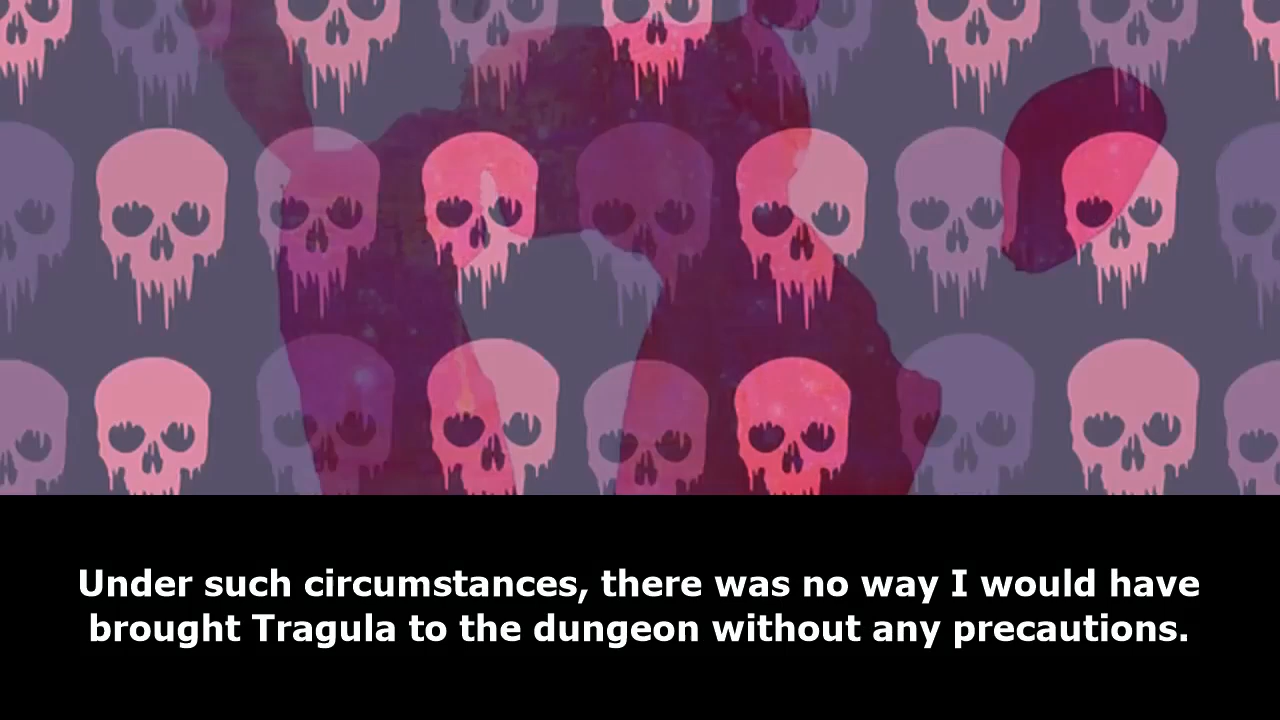 Under such circumstances, there was no way I would have
brought Tragula to the dungeon without any precautions.